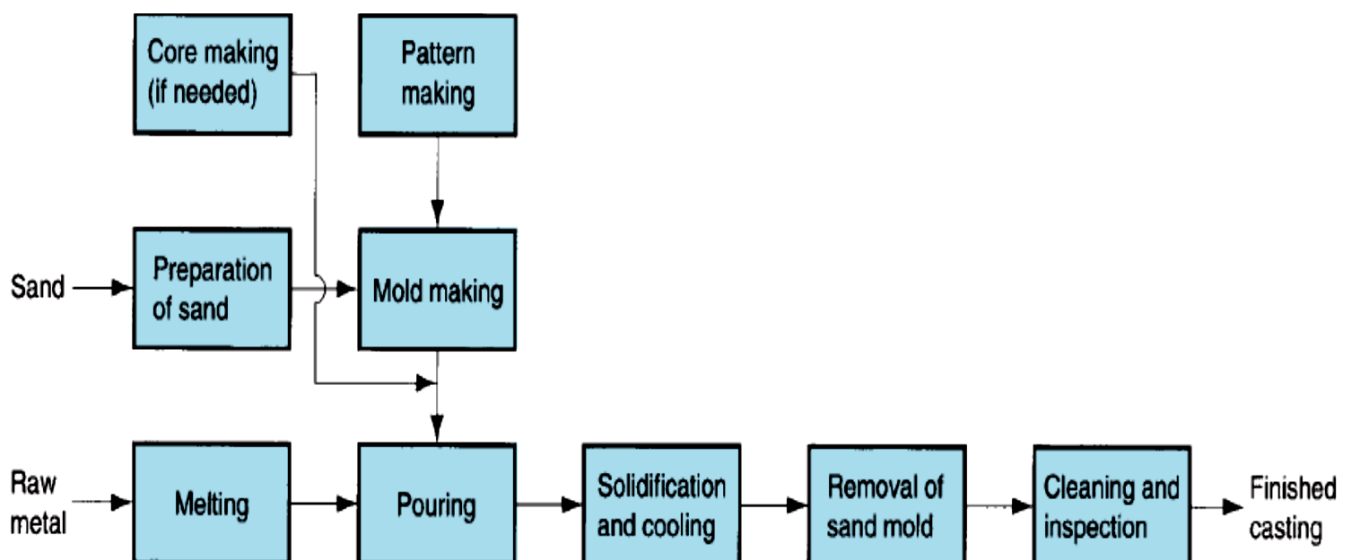 Core making
(if needed)
Pattern
making
Sand
Preparation
of sand
Mold making
Raw
metal
Melting
Pouring
Solidification
and cooling
Removal of
sand mold
Cleaning and
inspection
Finished
casting